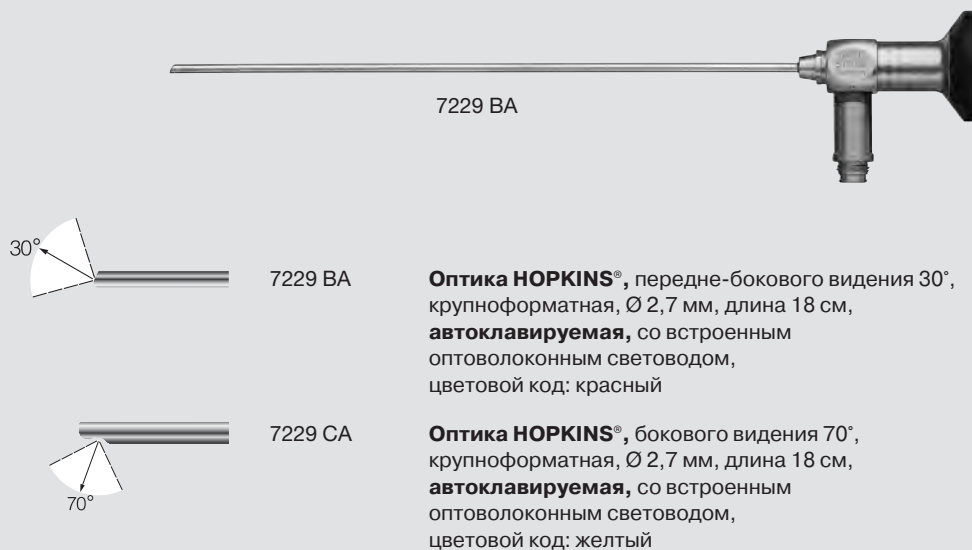 7229 BA
30°
7229 BA
Оптика HOPKINS®, передне-бокового видения 30°,
крупноформатная, Ø 2,7 мм, длина 18 см,
автоклавируемая, со встроенным
оптоволоконным световодом,
цветовой код: красный
70°
7229 CA
Оптика HOPKINS®, бокового видения 70°,
крупноформатная, Ø 2,7 мм, длина 18 см,
автоклавируемая, со встроенным
оптоволоконным световодом,
цветовой код: желтый